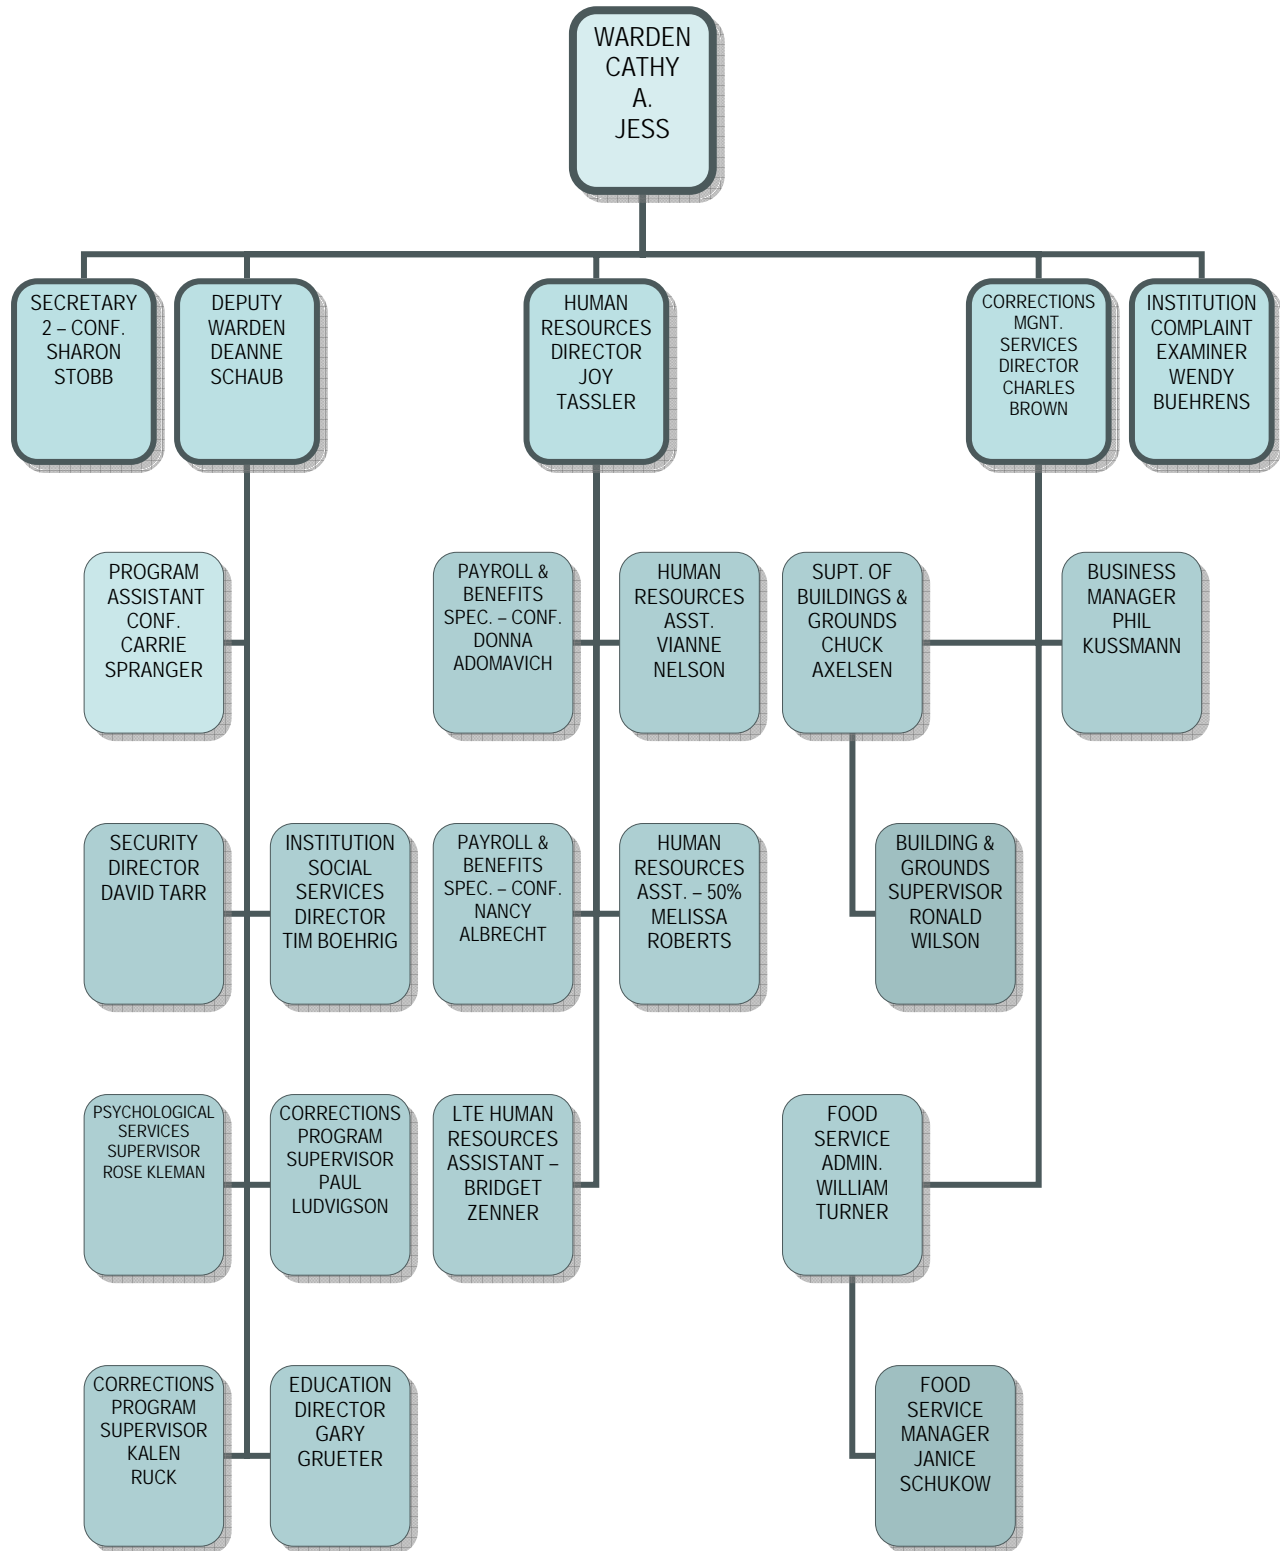 WARDEN
CATHY
A.
JESS
SECRETARY
2 – CONF.
SHARON
STOBB
DEPUTY
WARDEN
DEANNE
SCHAUB
HUMAN
RESOURCES
DIRECTOR
JOY
TASSLER
CORRECTIONS
MGNT.
SERVICES
DIRECTOR
CHARLES
BROWN
INSTITUTION
COMPLAINT
EXAMINER
WENDY
BUEHRENS
PROGRAM
ASSISTANT
CONF.
CARRIE
SPRANGER
PAYROLL &
BENEFITS
SPEC. – CONF.
DONNA
ADOMAVICH
HUMAN
RESOURCES
ASST.
VIANNE
NELSON
SUPT. OF
BUILDINGS &
GROUNDS
CHUCK
AXELSEN
BUSINESS
MANAGER
PHIL
KUSSMANN
SECURITY
DIRECTOR
DAVID TARR
INSTITUTION
SOCIAL
SERVICES
DIRECTOR
TIM BOEHRIG
PAYROLL &
BENEFITS
SPEC. – CONF.
NANCY
ALBRECHT
HUMAN
RESOURCES
ASST. – 50%
MELISSA
ROBERTS
BUILDING &
GROUNDS
SUPERVISOR
RONALD
WILSON
PSYCHOLOGICAL
SERVICES
SUPERVISOR
ROSE KLEMAN
CORRECTIONS
PROGRAM
SUPERVISOR
PAUL
LUDVIGSON
LTE HUMAN
RESOURCES
ASSISTANT –
BRIDGET
ZENNER
FOOD
SERVICE
ADMIN.
WILLIAM
TURNER
CORRECTIONS
PROGRAM
SUPERVISOR
KALEN
RUCK
EDUCATION
DIRECTOR
GARY
GRUETER
FOOD
SERVICE
MANAGER
JANICE
SCHUKOW